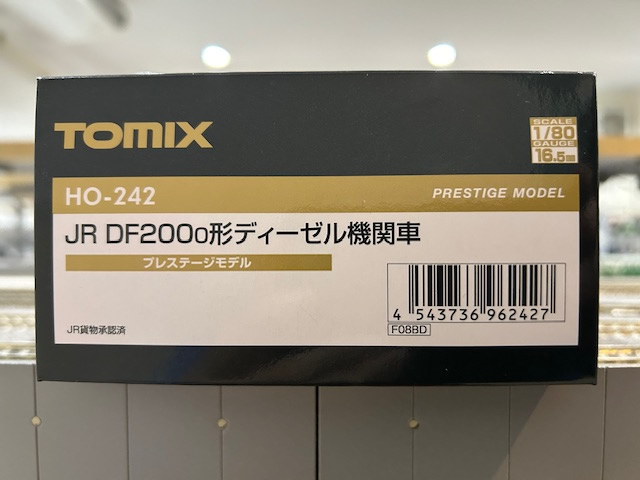 TOMIX
SCALE
1/80
GAUGE
16.5mm
HO-242
PRESTIGE MODEL
JR DF2000形ディーゼル機関車
プレステージモデル
4 543736 962427
JR貨物承認済
F08BD